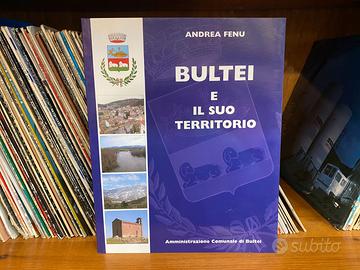 ANDREA FENU
BULTEI
E
IL SUO
TERRITORIO
Amministrazione Comunale di Bultei
subito